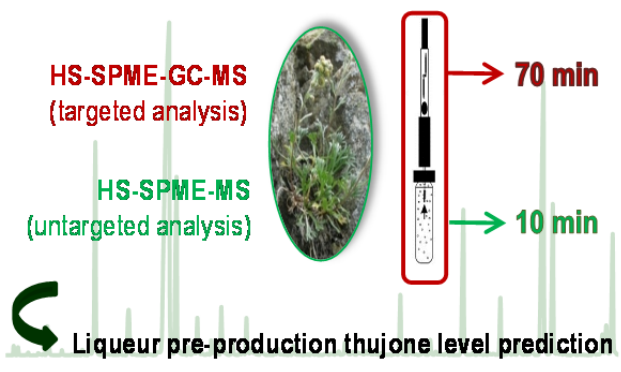 HS-SPME-GC-MS
(targeted analysis)
70 min
HS-SPME-MS
(untargeted analysis)
10 min
Liqueur pre-production thujone level prediction